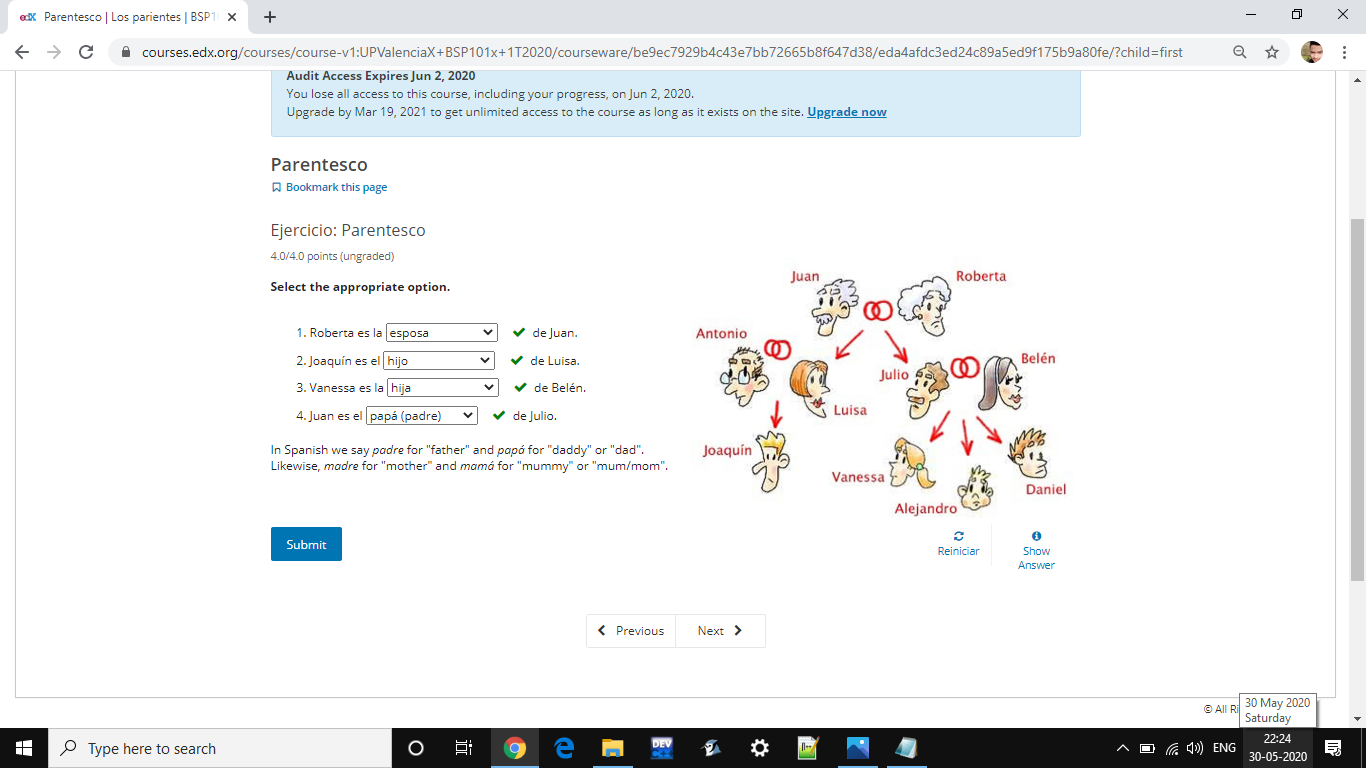 Parentesco | Los parientes | BSP1
courses.edx.org/courses/course-v1:UPValenciaX+BSP101x+1T2020/courseware/be9ec7929b4c43e7bb72665b8f647d38/eda4afdc3ed24c89a5ed9f175b9a80fe/?child=first
Audit Access Expires Jun 2, 2020
You lose all access to this course, including your progress, on Jun 2, 2020.
Upgrade by Mar 19, 2021 to get unlimited access to the course as long as it exists on the site. Upgrade now
Parentesco
Bookmark this page
Ejercicio: Parentesco
4.0/4.0 points (ungraded)
Select the appropriate option.
1. Roberta es la esposa de Juan.
2. Joaquín es el hijo de Luisa.
3. Vanessa es la hija de Belén.
4. Juan es el papá (padre) de Julio.
In Spanish we say padre for "father" and papá for "daddy" or "dad".
Likewise, madre for "mother" and mamá for "mummy" or "mum/mom".
Juan
Roberta
Antonio
Belén
Julio
Luisa
Joaquín
Vanessa
Daniel
Alejandro
Submit
Reiniciar
Show
Answer
Previous
Next
© All Ri
30 May 2020
Saturday
Type here to search
DEV
ENG
22:24
30-05-2020